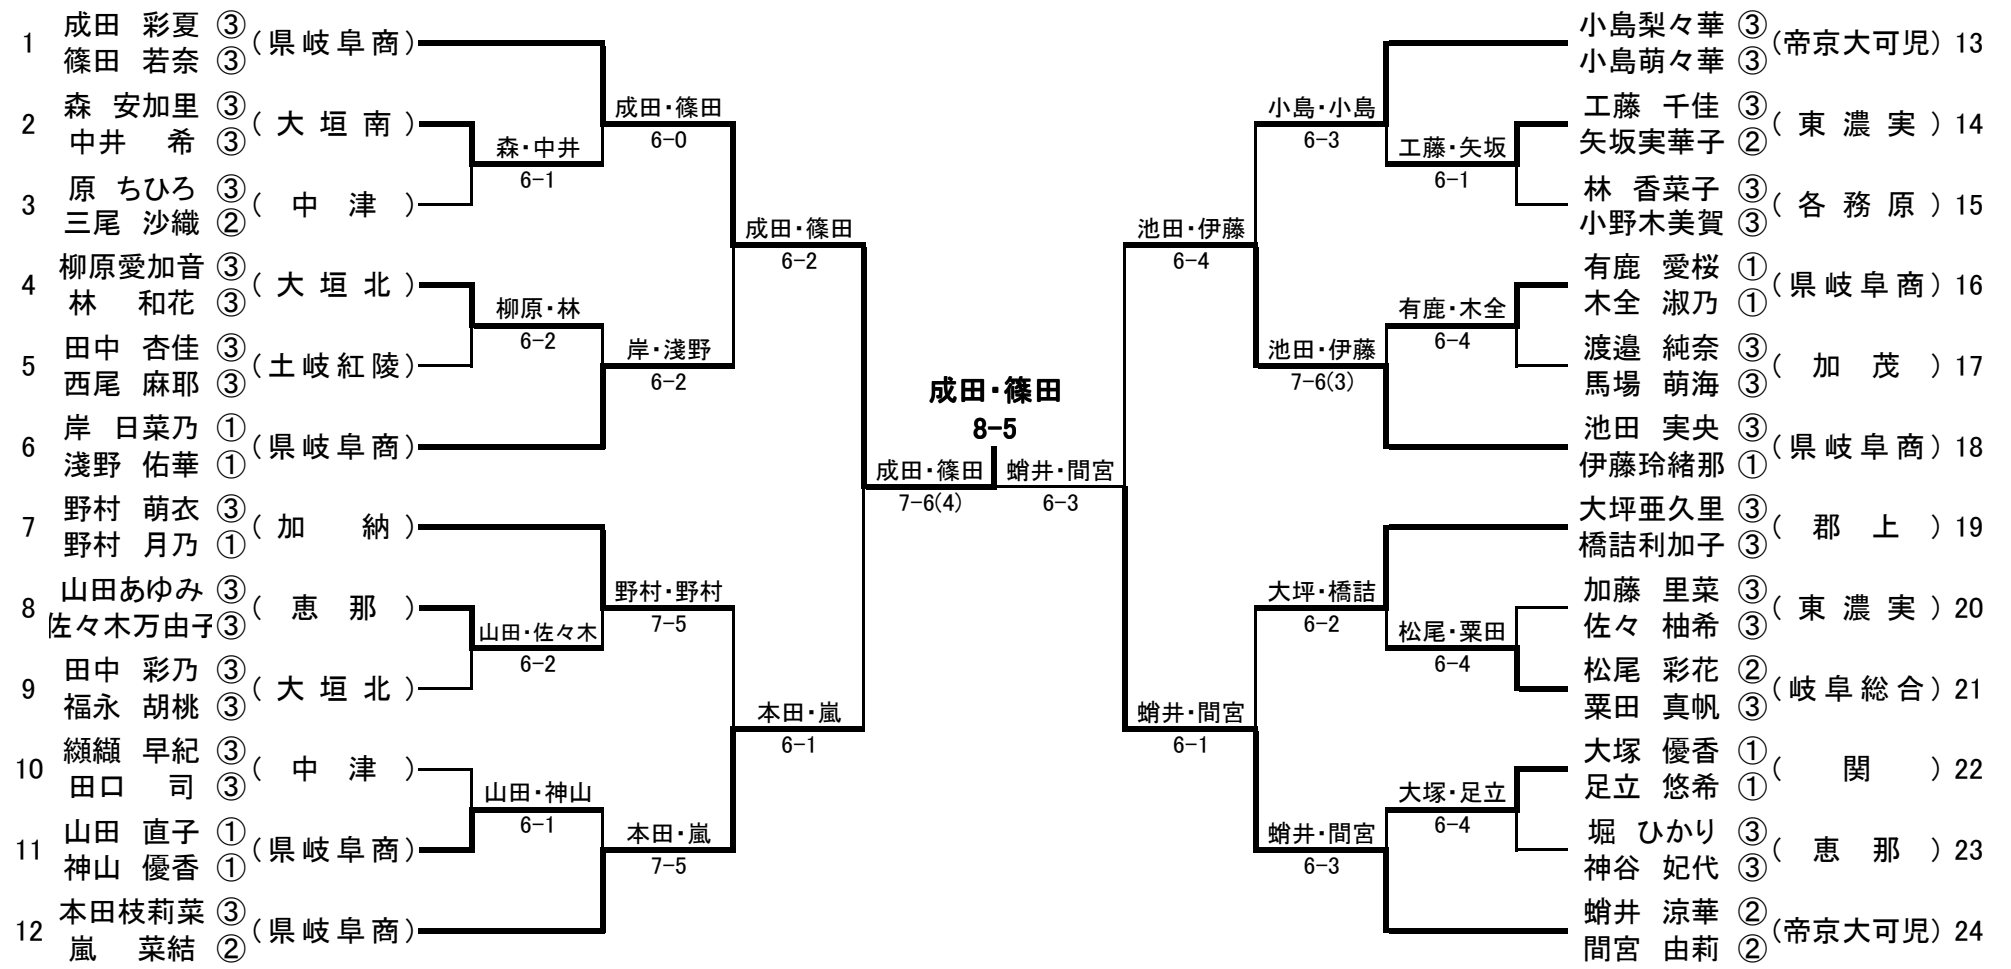 1 成田 彩夏 ③ (県岐阜商)
篠田 若奈 ③
2 森 安加里 ③ (大垣南)
中井 希 ③
3 原 ちひろ ③ (中津)
三尾 沙織 ②
4 柳原愛加音 ③ (大垣北)
林 和花 ③
5 田中 杏佳 ③ (土岐紅陵)
西尾 麻耶 ③
6 岸 日菜乃 ① (県岐阜商)
淺野 佑華 ①
7 野村 萌衣 ③ (加納)
野村 月乃 ①
8 山田あゆみ ③ (恵那)
佐々木万由子 ③
9 田中 彩乃 ③ (大垣北)
福永 胡桃 ③
10 纐纈 早紀 ③ (中津)
田口 司 ③
11 山田 直子 ① (県岐阜商)
神山 優香 ①
12 本田枝莉菜 ③ (県岐阜商)
嵐 菜結 ②
森・中井
6-1
柳原・林
6-2
山田・佐々木
6-2
山田・神山
6-1
成田・篠田
6-0
岸・淺野
6-2
野村・野村
7-5
本田・嵐
7-5
成田・篠田
6-2
本田・嵐
6-1
成田・篠田
7-6(4)
成田・篠田
8-5
蛸井・間宮
6-3
池田・伊藤
6-4
蛸井・間宮
6-1
小島・小島
6-3
池田・伊藤
7-6(3)
大坪・橋詰
6-2
蛸井・間宮
6-3
工藤・矢坂
6-1
有鹿・木全
6-4
松尾・粟田
6-4
大塚・足立
6-4
小島梨々華 ③ (帝京大可児) 13
小島萌々華 ③
工藤 千佳 ③ (東濃実) 14
矢坂実華子 ②
林 香菜子 ③ (各務原) 15
小野木美賀 ③
有鹿 愛桜 ① (県岐阜商) 16
木全 淑乃 ①
渡邉 純奈 ③ (加茂) 17
馬場 萌海 ③
池田 実央 ③ (県岐阜商) 18
伊藤玲緒那 ①
大坪亜久里 ③ (郡上) 19
橋詰利加子 ③
加藤 里菜 ③ (東濃実) 20
佐々 柚希 ③
松尾 彩花 ② (岐阜総合) 21
粟田 真帆 ③
大塚 優香 ① (関) 22
足立 悠希 ①
堀 ひかり ③ (恵那) 23
神谷 妃代 ③
蛸井 涼華 ② (帝京大可児) 24
間宮 由莉 ②